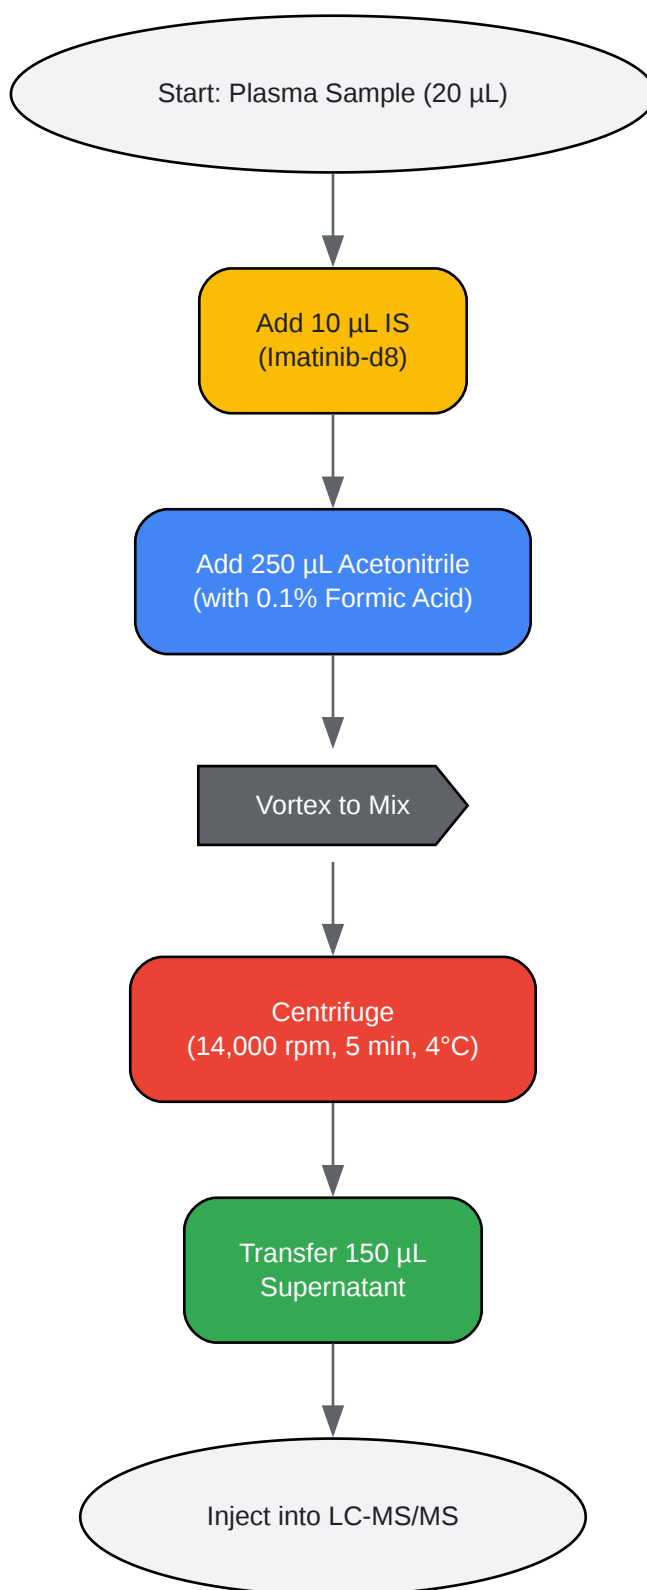 Start: Plasma Sample (20 µL)
Add 10 µL IS
(Imatinib-d8)
Add 250 µL Acetonitrile
(with 0.1% Formic Acid)
Vortex to Mix
Centrifuge
(14,000 rpm, 5 min, 4°C)
Transfer 150 µL
Supernatant
Inject into LC-MS/MS